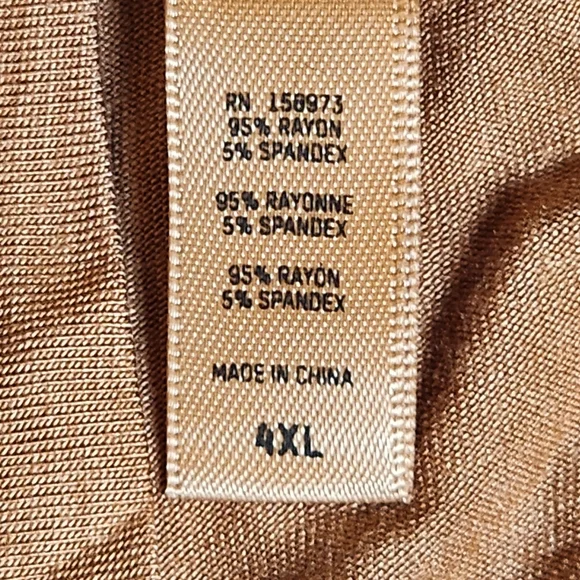 RN 158973
95% RAYON
5% SPANDEX
95% RAYONNE
5% SPANDEX
95% RAYON
5% SPANDEX
MADE IN CHINA
4XL